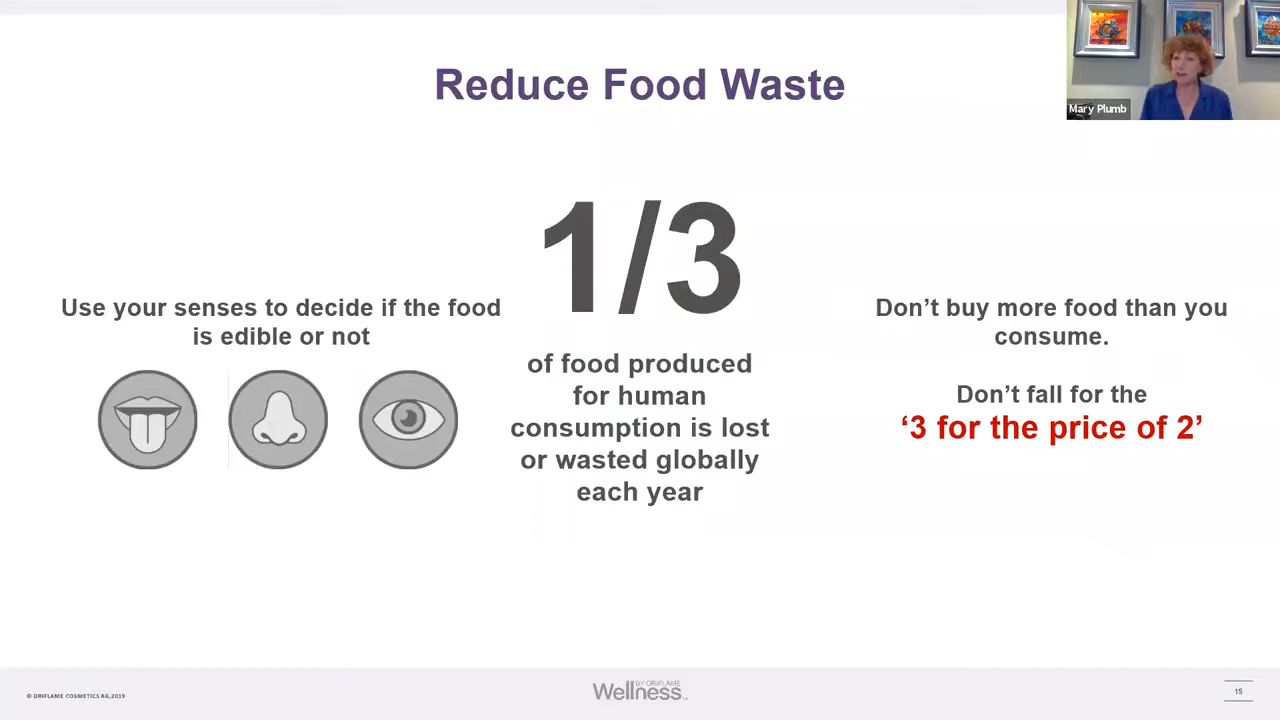 Reduce Food Waste
Mary Plumb
1/3
of food produced
for human
consumption is lost
or wasted globally
each year
Use your senses to decide if the food
is edible or not
Don’t buy more food than you
consume.
Don’t fall for the
‘3 for the price of 2’
© ORIFLAME COSMETICS AG,2019
BY ORIFLAME
Wellness
15